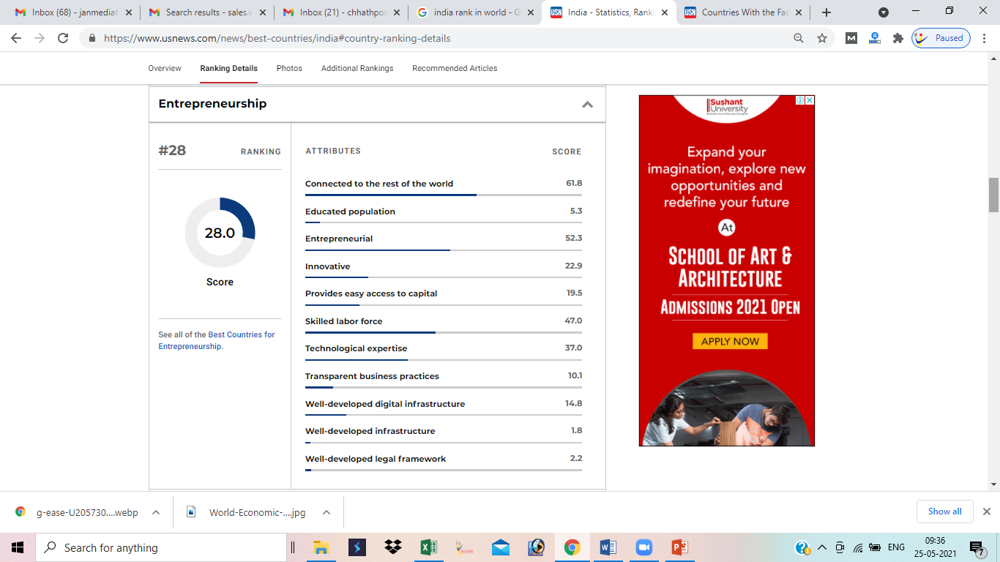 Inbox (68) - janmediat
Search results - sales.v
Inbox (21) - chhathpoo
india rank in world - G
India - Statistics, Ranki
Countries With the Fas
https://www.usnews.com/news/best-countries/india#country-ranking-details
Paused
Overview
Ranking Details
Photos
Additional Rankings
Recommended Articles
Entrepreneurship
#28 RANKING
28.0
Score
See all of the Best Countries for
Entrepreneurship.
ATTRIBUTES SCORE
Connected to the rest of the world 61.8
Educated population 5.3
Entrepreneurial 52.3
Innovative 22.9
Provides easy access to capital 19.5
Skilled labor force 47.0
Technological expertise 37.0
Transparent business practices 10.1
Well-developed digital infrastructure 14.8
Well-developed infrastructure 1.8
Well-developed legal framework 2.2
Sushant
University
Expand your
imagination, explore new
opportunities and
redefine your future
At
SCHOOL OF ART &
ARCHITECTURE
ADMISSIONS 2021 OPEN
APPLY NOW
g-ease-U205730....webp
World-Economic-....jpg
Show all
Search for anything
ENG
09:36
25-05-2021
7